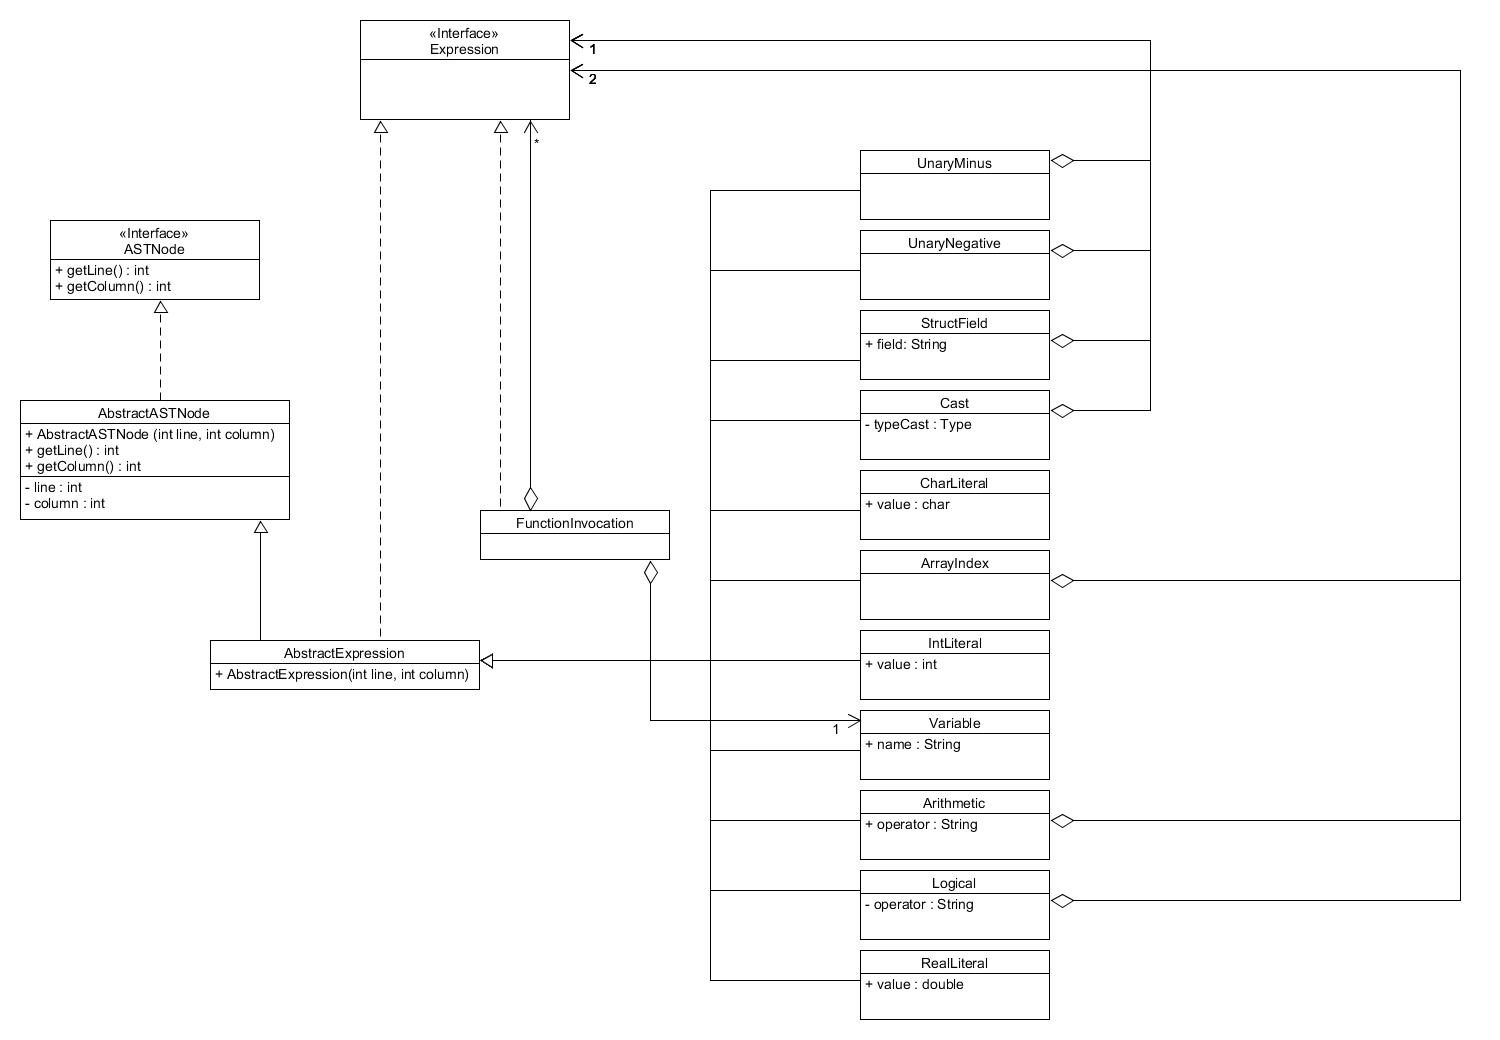 «Interface»
Expression
1
2
*
UnaryMinus
«Interface»
ASTNode
+ getLine() : int
+ getColumn() : int
UnaryNegative
StructField
+ field: String
Cast
- typeCast : Type
AbstractASTNode
+ AbstractASTNode (int line, int column)
+ getLine() : int
+ getColumn() : int
- line : int
- column : int
CharLiteral
+ value : char
FunctionInvocation
ArrayIndex
AbstractExpression
+ AbstractExpression(int line, int column)
IntLiteral
+ value : int
1
Variable
+ name : String
Arithmetic
+ operator : String
Logical
- operator : String
RealLiteral
+ value : double